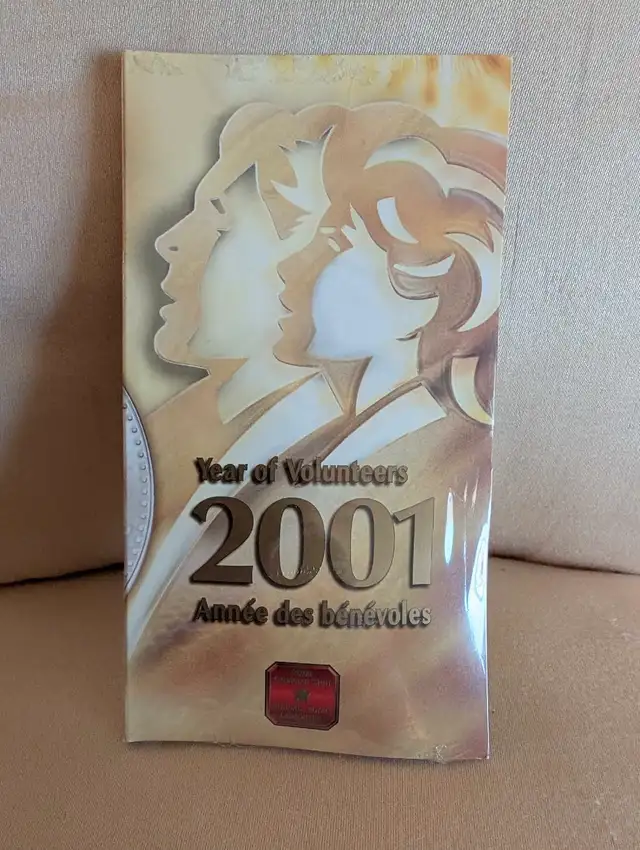 Year of Volunteers
2001
Année des bénévoles